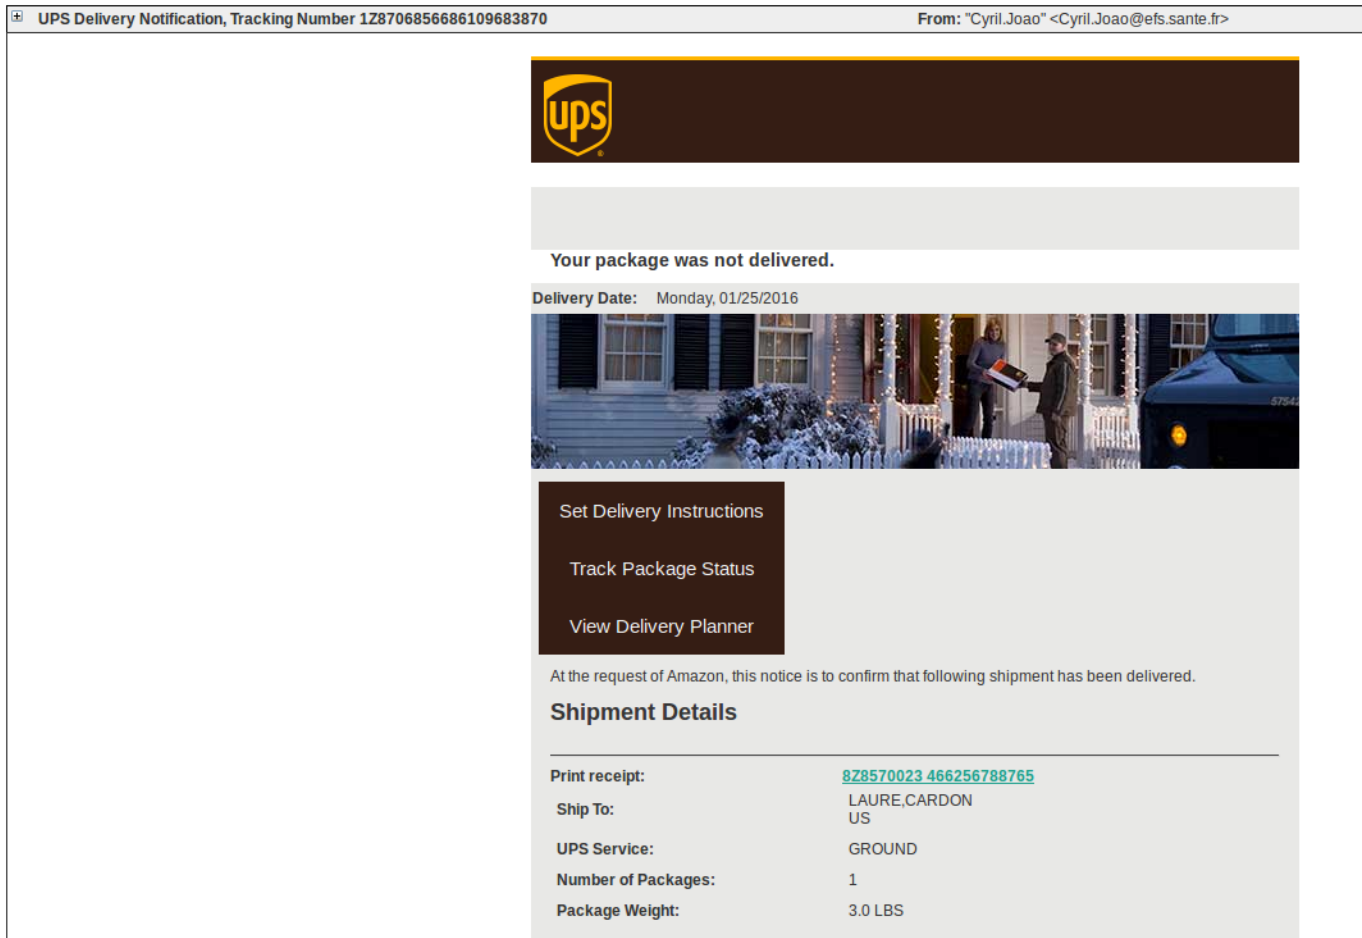 UPS Delivery Notification, Tracking Number 1Z8706856686109683870 From: "Cyril.Joao" <Cyril.Joao@efs.sante.fr>
ups
Your package was not delivered.
Delivery Date: Monday, 01/25/2016
57542
Set Delivery Instructions
Track Package Status
View Delivery Planner
At the request of Amazon, this notice is to confirm that following shipment has been delivered.
Shipment Details
Print receipt: 8Z8570023 466256788765
Ship To: LAURE,CARDON
US
UPS Service: GROUND
Number of Packages: 1
Package Weight: 3.0 LBS